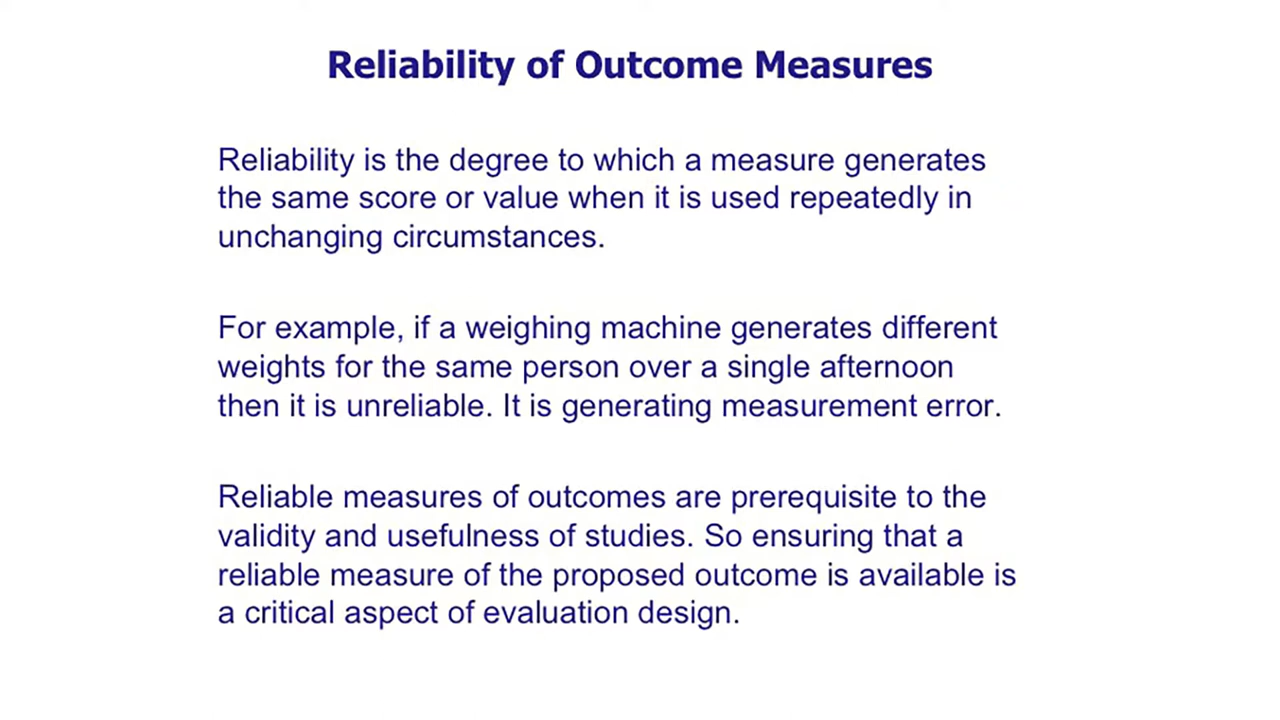 Reliability of Outcome Measures
Reliability is the degree to which a measure generates
the same score or value when it is used repeatedly in
unchanging circumstances.
For example, if a weighing machine generates different
weights for the same person over a single afternoon
then it is unreliable. It is generating measurement error.
Reliable measures of outcomes are prerequisite to the
validity and usefulness of studies. So ensuring that a
reliable measure of the proposed outcome is available is
a critical aspect of evaluation design.